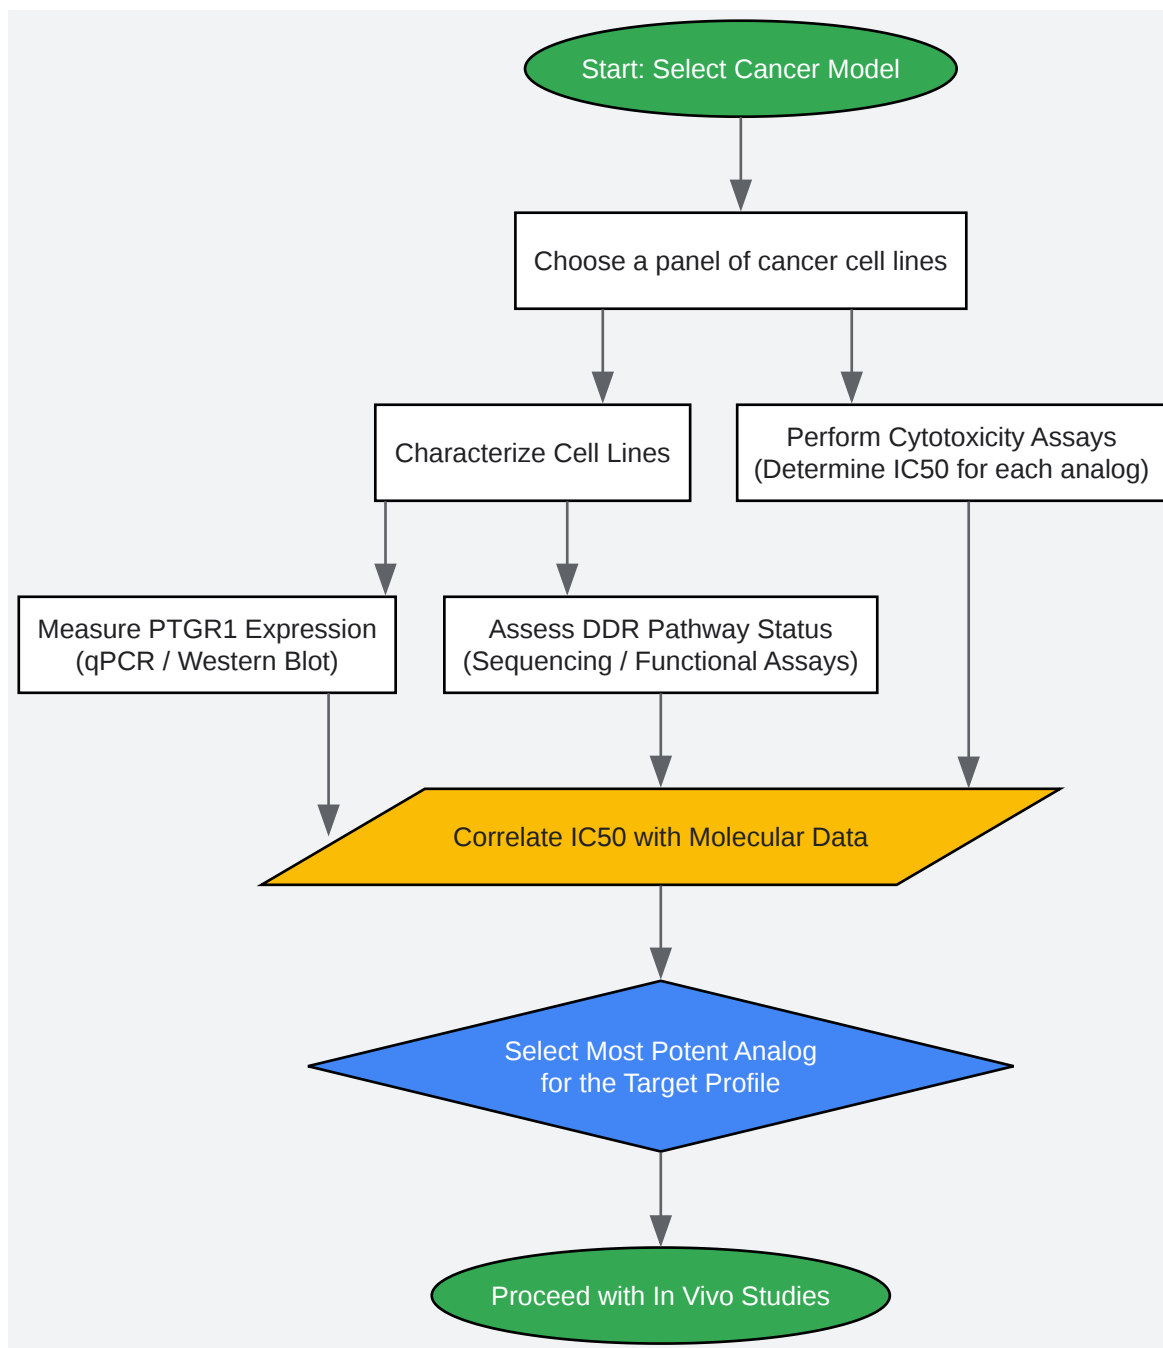 Start: Select Cancer Model
Choose a panel of cancer cell lines
Characterize Cell Lines
Perform Cytotoxicity Assays
(Determine IC50 for each analog)
Measure PTGR1 Expression
(qPCR / Western Blot)
Assess DDR Pathway Status
(Sequencing / Functional Assays)
Correlate IC50 with Molecular Data
Select Most Potent Analog
for the Target Profile
Proceed with In Vivo Studies